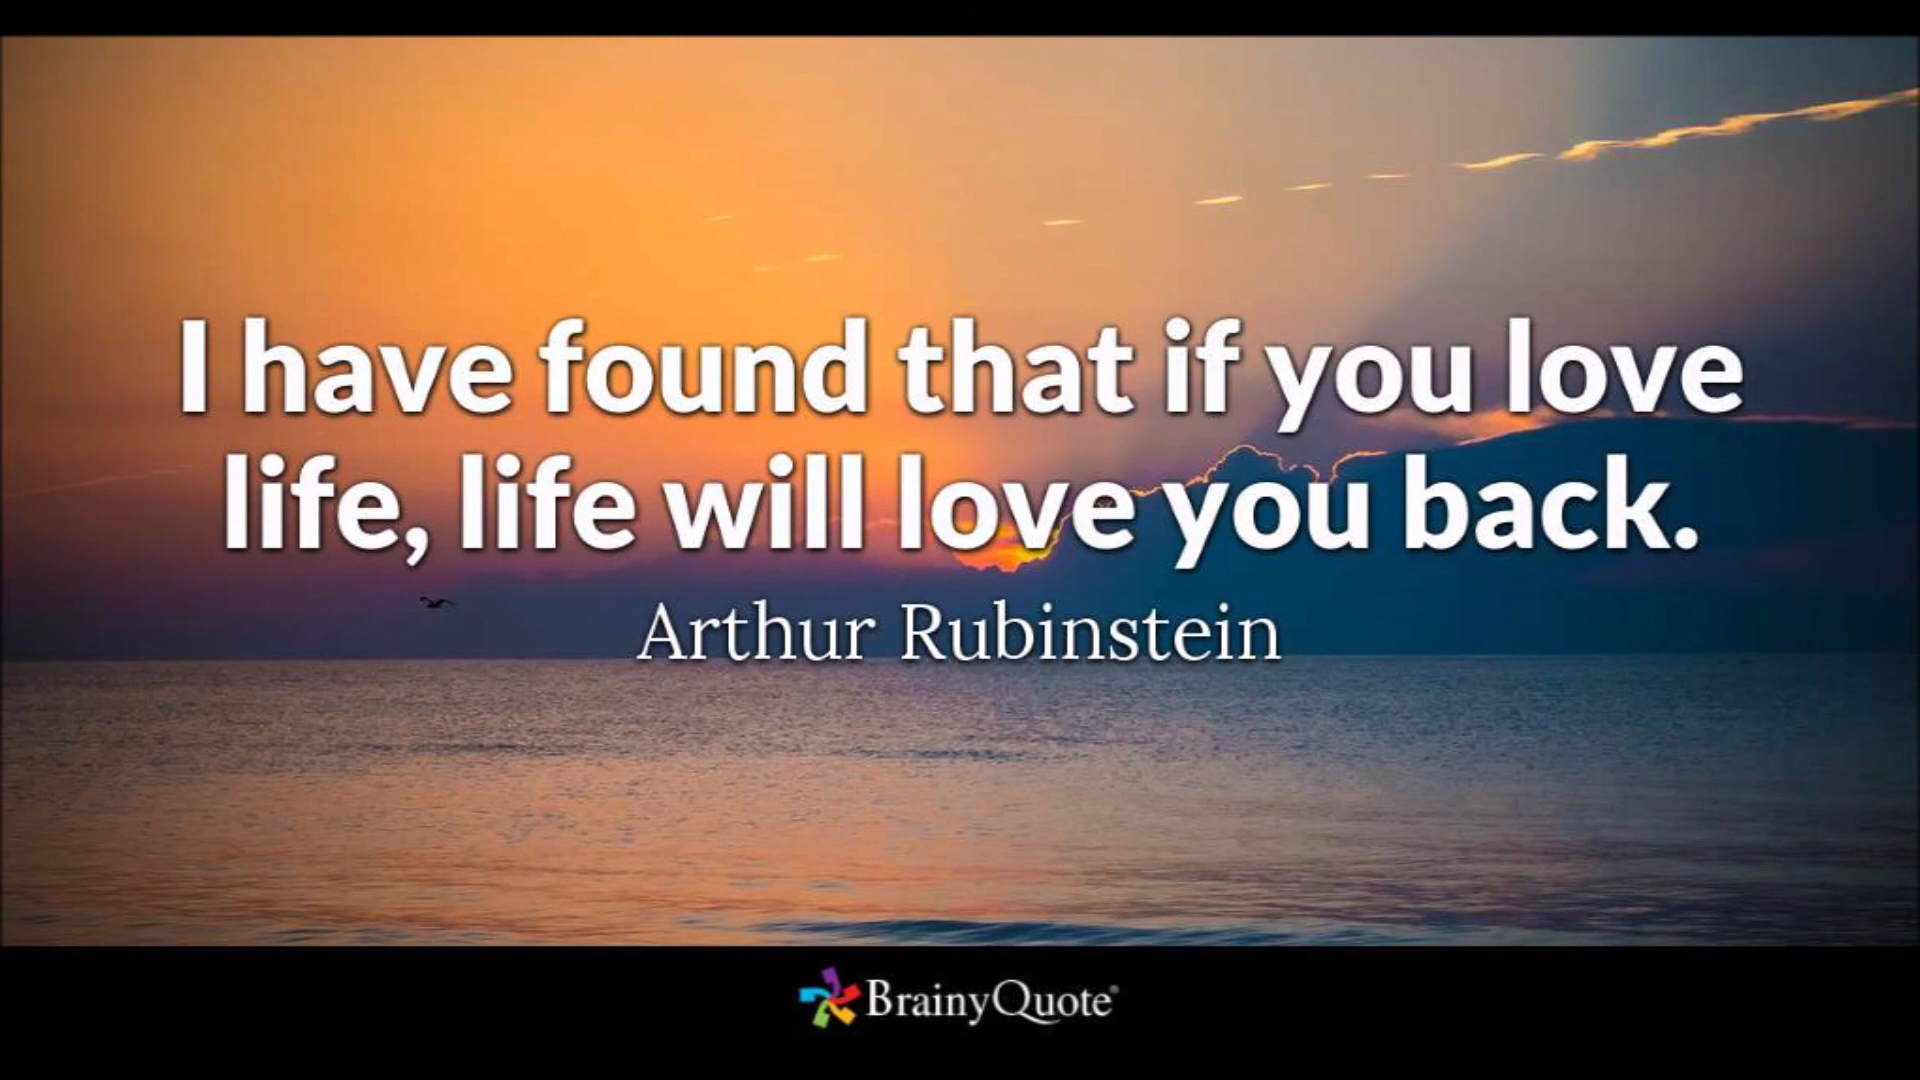 I have found that if you love
life, life will love you back.
Arthur Rubinstein
BrainyQuote®